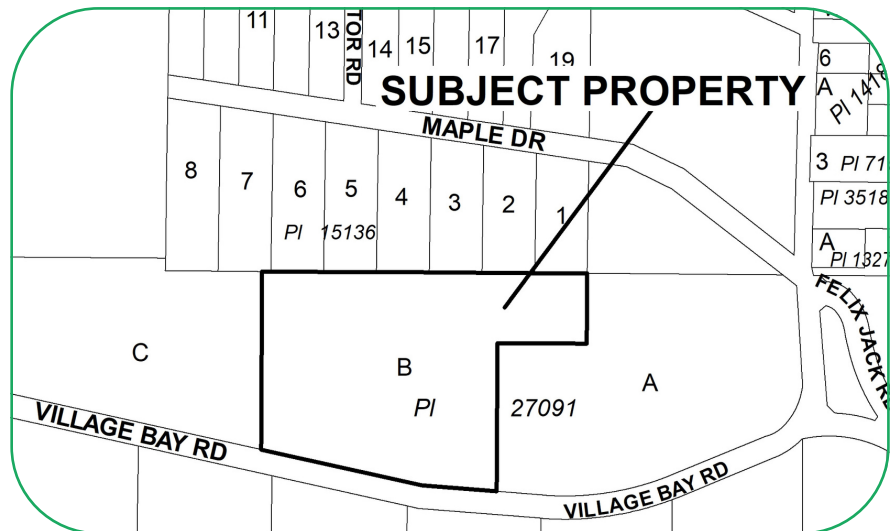 11
13
TOR RD
14
15
17
19
6
A
Pl 1418
SUBJECT PROPERTY
MAPLE DR
8
7
6
5
4
3
2
1
Pl 15136
3 Pl 71
Pl 3518
A
Pl 1327
FELIX JACK RD
C
B
A
Pl 27091
VILLAGE BAY RD
VILLAGE BAY RD